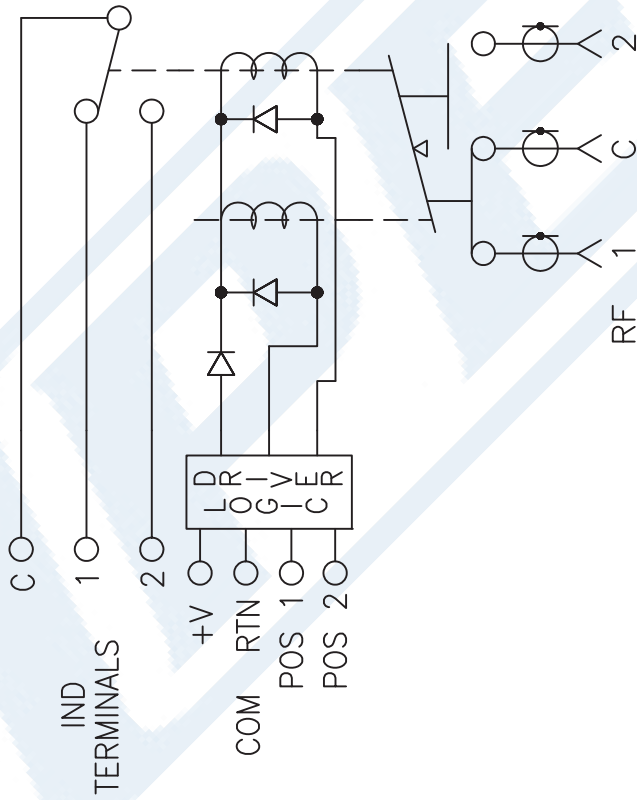 C
IND
TERMINALS
1
2
+V
COM RTN
POS 1
POS 2
LOGIC
DRIVER
RF
1
C
2